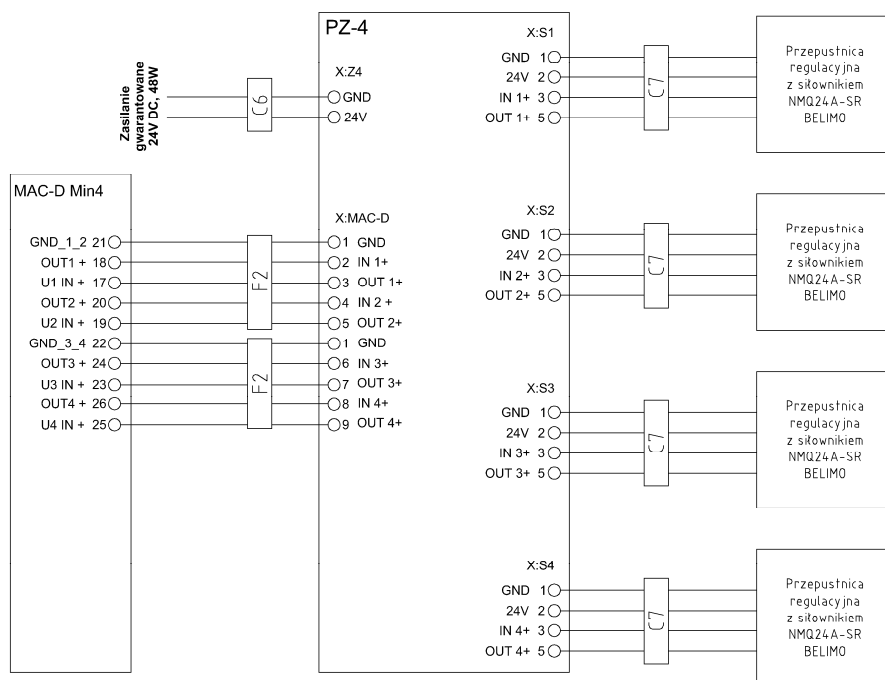 PZ-4
X:Z4
GND
24V
C6
Zasilanie
gwarantowane
24V DC, 48W
MAC-D Min4
GND_1_2 21
OUT1 + 18
U1 IN + 17
OUT2 + 20
U2 IN + 19
GND_3_4 22
OUT3 + 24
U3 IN + 23
OUT4 + 26
U4 IN + 25
F2
F2
X:MAC-D
1 GND
2 IN 1+
3 OUT 1+
4 IN 2 +
5 OUT 2+
1 GND
6 IN 3+
7 OUT 3+
8 IN 4+
9 OUT 4+
X:S1
GND 1
24V 2
IN 1+ 3
OUT 1+ 5
C7
Przepustnica
regulacyjna
z siłownikiem
NMQ24A-SR
BELIMO
X:S2
GND 1
24V 2
IN 2+ 3
OUT 2+ 5
C7
Przepustnica
regulacyjna
z siłownikiem
NMQ24A-SR
BELIMO
X:S3
GND 1
24V 2
IN 3+ 3
OUT 3+ 5
C7
Przepustnica
regulacyjna
z siłownikiem
NMQ24A-SR
BELIMO
X:S4
GND 1
24V 2
IN 4+ 3
OUT 4+ 5
C7
Przepustnica
regulacyjna
z siłownikiem
NMQ24A-SR
BELIMO